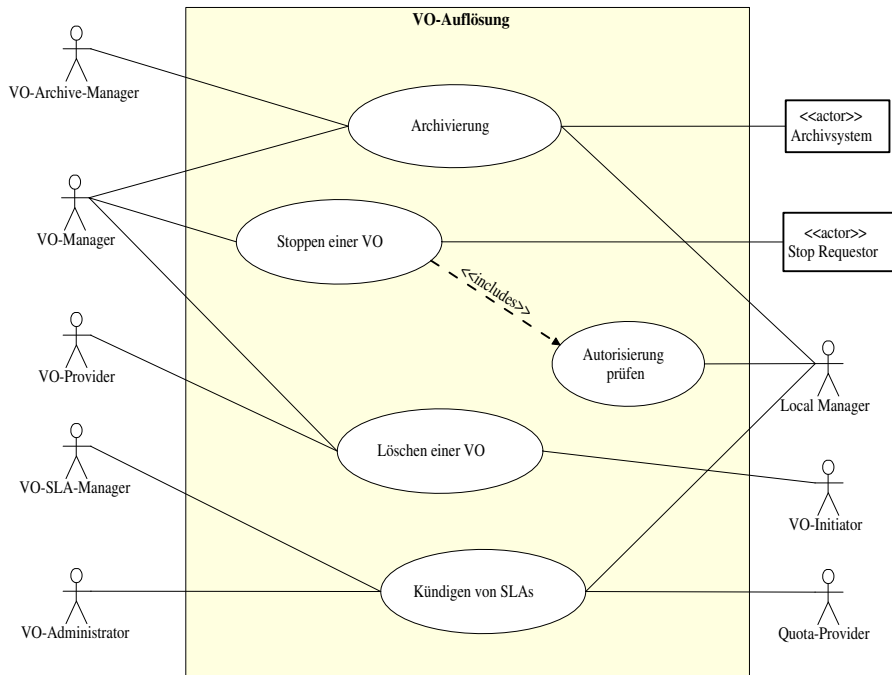 VO-Auflösung
VO-Archive-Manager
Archivierung
<<actor>>
Archivsystem
VO-Manager
Stoppen einer VO
<<actor>>
Stop Requestor
<<includes>>
VO-Provider
Autorisierung
prüfen
Local Manager
VO-SLA-Manager
Löschen einer VO
VO-Initiator
VO-Administrator
Kündigen von SLAs
Quota-Provider